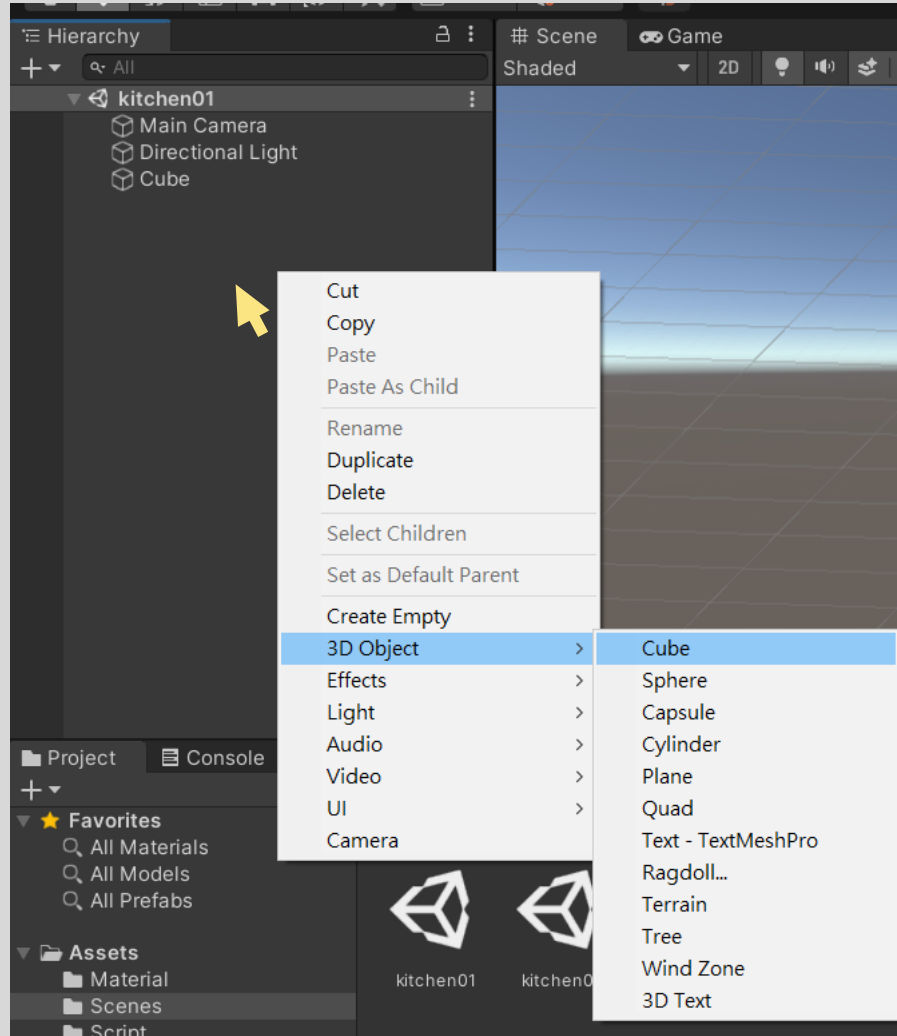 Hierarchy
All
kitchen01
Main Camera
Directional Light
Cube
Scene
Game
Shaded
2D
Cut
Copy
Paste
Paste As Child
Rename
Duplicate
Delete
Select Children
Set as Default Parent
Create Empty
3D Object
Effects
Light
Audio
Video
UI
Camera
Cube
Sphere
Capsule
Cylinder
Plane
Quad
Text - TextMeshPro
Ragdoll...
Terrain
Tree
Wind Zone
3D Text
Project
Console
Favorites
All Materials
All Models
All Prefabs
Assets
Material
Scenes
Script
kitchen01
kitchen0